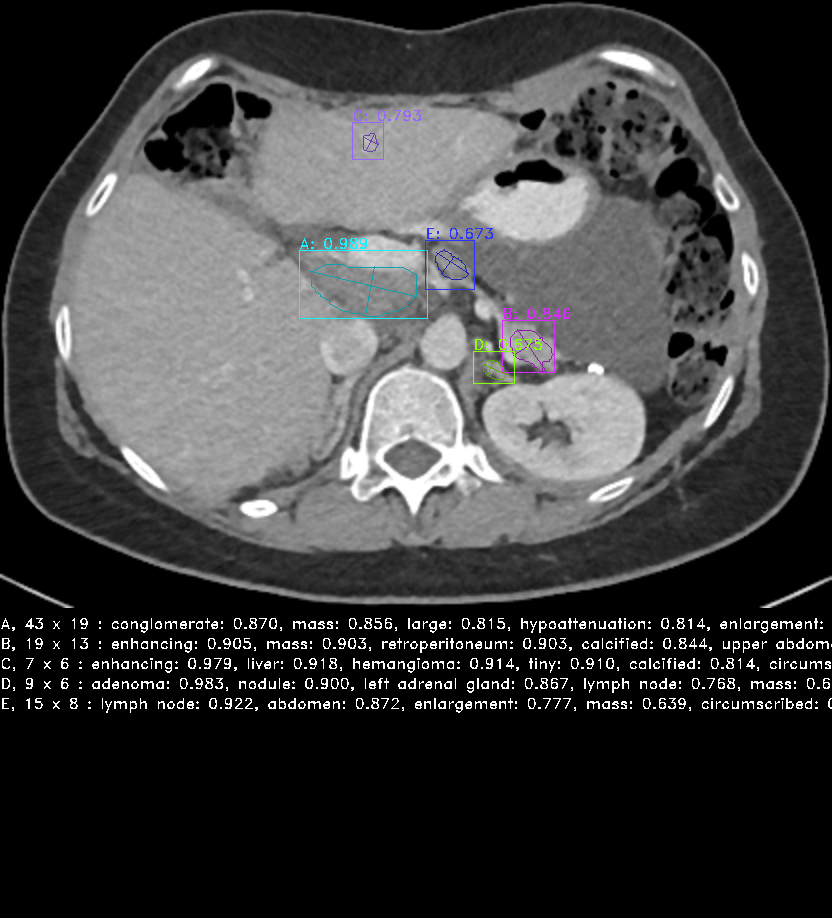 C: 0.793
E: 0.673
A: 0.989
B: 0.846
D: 0.575
A, 43 x 19 : conglomerate: 0.870, mass: 0.856, large: 0.815, hypoattenuation: 0.814, enlargement:
B, 19 x 13 : enhancing: 0.905, mass: 0.903, retroperitoneum: 0.903, calcified: 0.844, upper abdom
C, 7 x 6 : enhancing: 0.979, liver: 0.918, hemangioma: 0.914, tiny: 0.910, calcified: 0.814, circums
D, 9 x 6 : adenoma: 0.983, nodule: 0.900, left adrenal gland: 0.867, lymph node: 0.768, mass: 0.6
E, 15 x 8 : lymph node: 0.922, abdomen: 0.872, enlargement: 0.777, mass: 0.639, circumscribed: 0